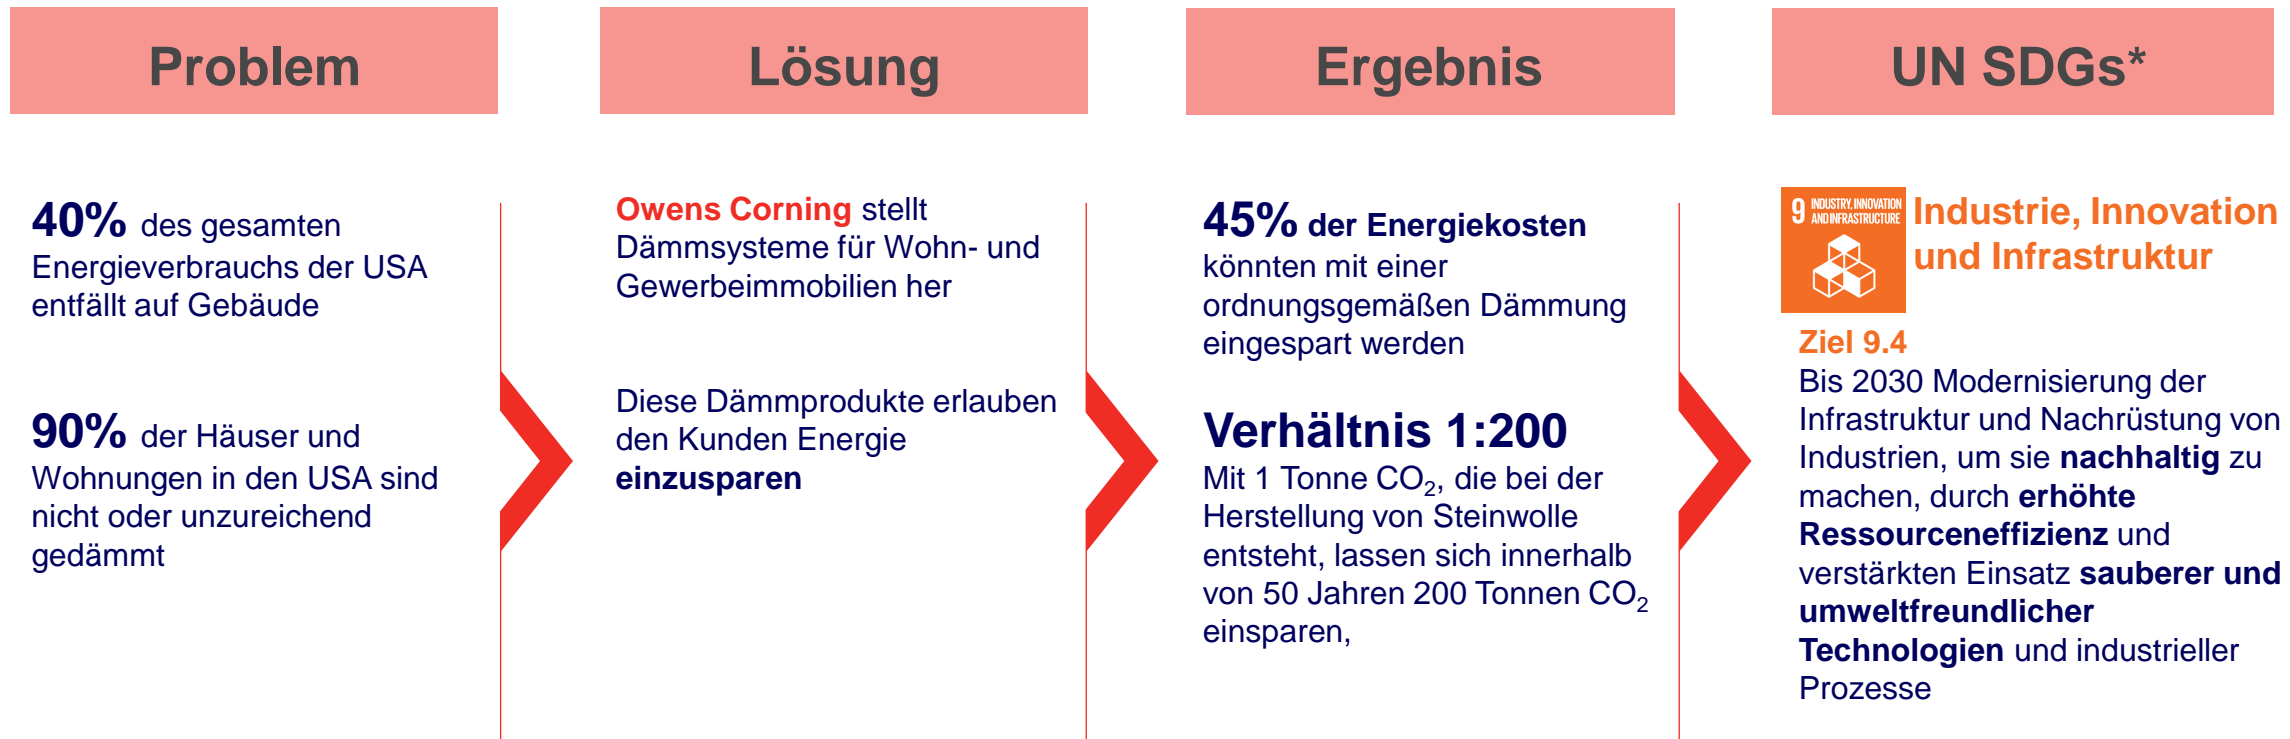 Problem
40% des gesamten
Energieverbrauchs der USA
entfällt auf Gebäude
90% der Häuser und
Wohnungen in den USA sind
nicht oder unzureichend
gedämmt
Lösung
Owens Corning stellt
Dämmsysteme für Wohn- und
Gewerbeimmobilien her
Diese Dämmprodukte erlauben
den Kunden Energie
einzusparen
Ergebnis
45% der Energiekosten
könnten mit einer
ordnungsgemäßen Dämmung
eingespart werden
Verhältnis 1:200
Mit 1 Tonne CO₂, die bei der
Herstellung von Steinwolle
entsteht, lassen sich innerhalb
von 50 Jahren 200 Tonnen CO₂
einsparen,
UN SDGs*
9 INDUSTRY, INNOVATION
AND INFRASTRUCTURE
Industrie, Innovation
und Infrastruktur
Ziel 9.4
Bis 2030 Modernisierung der
Infrastruktur und Nachrüstung von
Industrien, um sie nachhaltig zu
machen, durch erhöhte
Ressourceneffizienz und
verstärkten Einsatz sauberer und
umweltfreundlicher
Technologien und industrieller
Prozesse